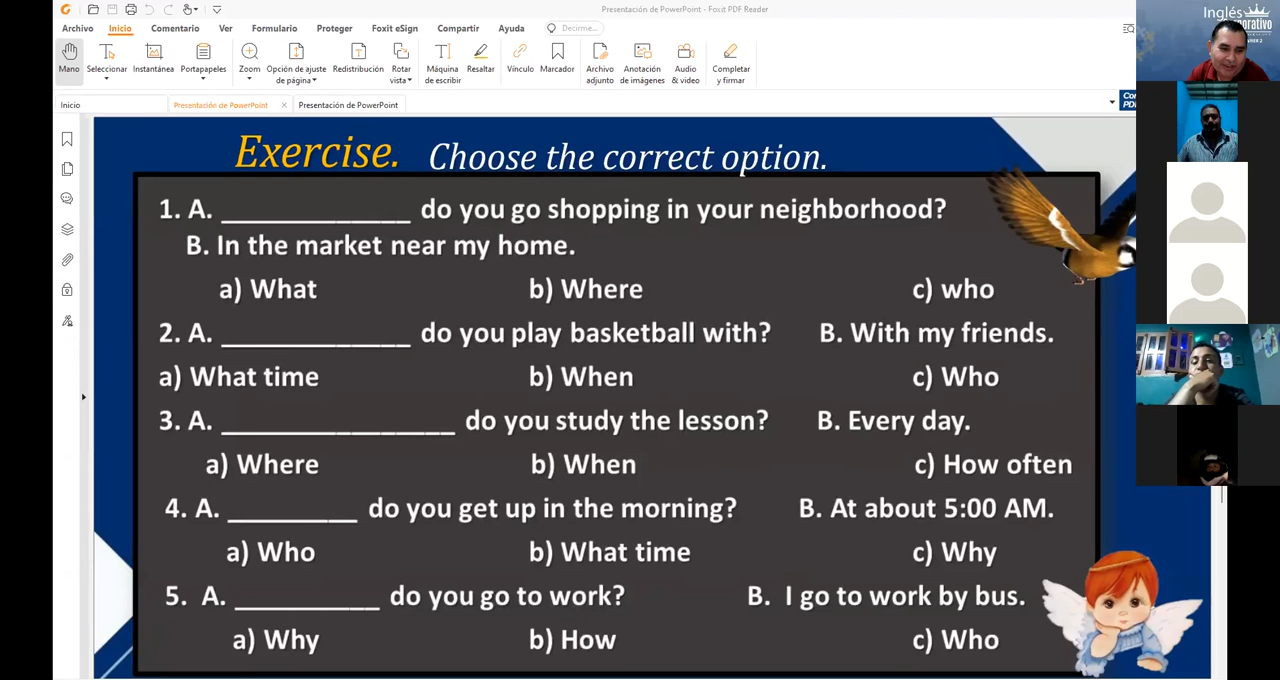 Presentación de PowerPoint - Foxit PDF Reader
Archivo Inicio Comentario Ver Formulario Proteger Foxit eSign Compartir Ayuda Decirme...
Mano Seleccionar Instantánea Portapapeles Zoom Opción de ajuste de página Redistribución Rotar vista Máquina de escribir Resaltar Vínculo Marcador Archivo adjunto Anotación de imágenes Audio & video Completar y firmar
Inicio Presentación de PowerPoint Presentación de PowerPoint
Inglés
Exercise. Choose the correct option.
1. A. _____________ do you go shopping in your neighborhood?
B. In the market near my home.
a) What b) Where c) who
2. A. _____________ do you play basketball with? B. With my friends.
a) What time b) When c) Who
3. A. ________________ do you study the lesson? B. Every day.
a) Where b) When c) How often
4. A. _________ do you get up in the morning? B. At about 5:00 AM.
a) Who b) What time c) Why
5. A. __________ do you go to work? B. I go to work by bus.
a) Why b) How c) Who